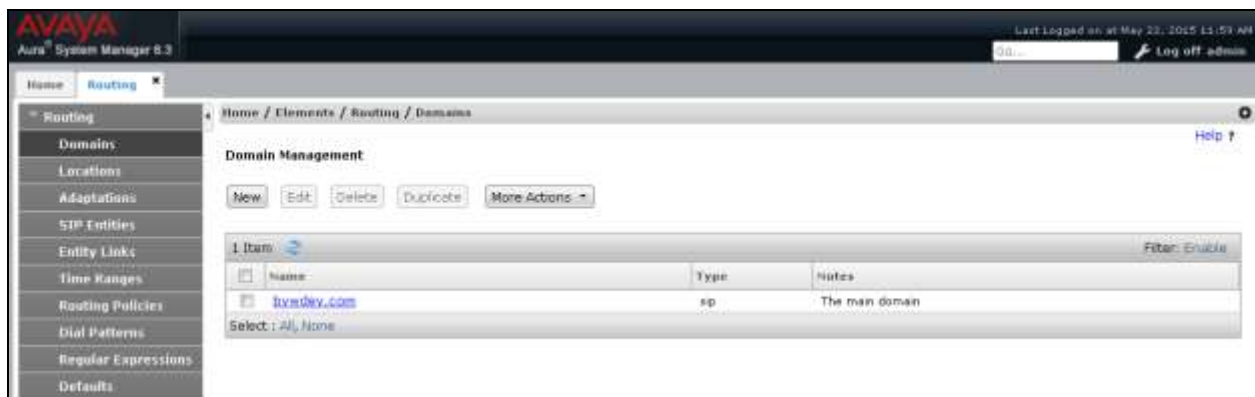 AVAYA
Aura® System Manager 6.3
Last Logged on at May 22, 2015 11:59 AM
Go...
Log off admin
Home
Routing
Routing
Home / Elements / Routing / Domains
Help ?
Domains
Locations
Adaptations
SIP Entities
Entity Links
Time Ranges
Routing Policies
Dial Patterns
Regular Expressions
Defaults
Domain Management
New Edit Delete Duplicate More Actions
1 Item
Filter: Enable
Name Type Notes
bvwdev.com sip The main domain
Select : All, None